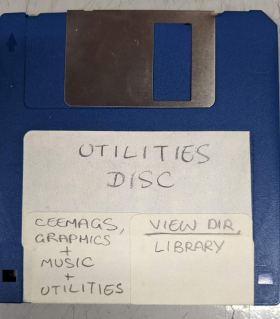 UTILITIES
DISC
CEEMAGS,
GRAPHICS
+
MUSIC
+
UTILITIES
VIEW DIR,
LIBRARY